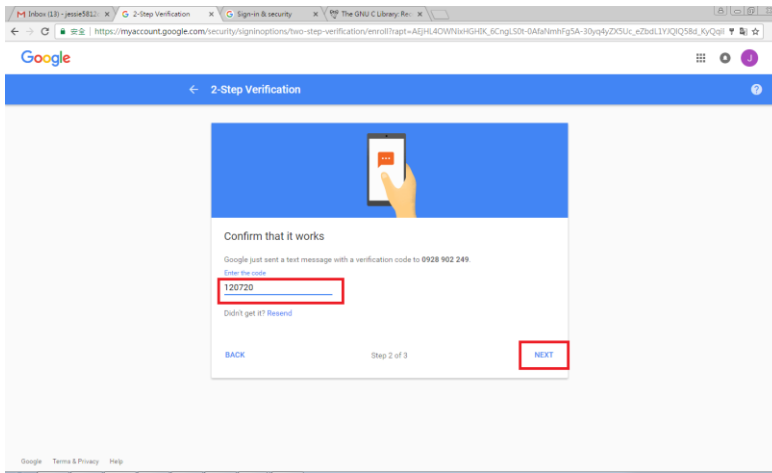 Inbox (13) - jessie5812
2-Step Verification
Sign-in & security
The GNU C Library: Re
安全 | https://myaccount.google.com/security/signinoptions/two-step-verification/enroll?rapt=
Google
J
2-Step Verification
Confirm that it works
Google just sent a text message with a verification code to 0928 902 249.
Enter the code
120720
Didn't get it? Resend
BACK
Step 2 of 3
NEXT
Google Terms & Privacy Help